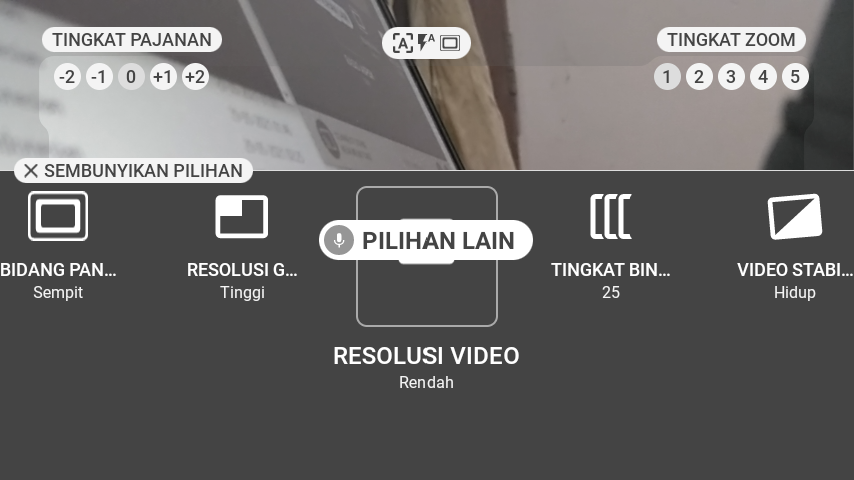 TINGKAT PAJANAN
TINGKAT ZOOM
-2 -1 0 +1 +2
1 2 3 4 5
SEMBUNYIKAN PILIHAN
PILIHAN LAIN
BIDANG PAN...
Sempit
RESOLUSI G...
Tinggi
TINGKAT BIN...
25
VIDEO STABI...
Hidup
RESOLUSI VIDEO
Rendah